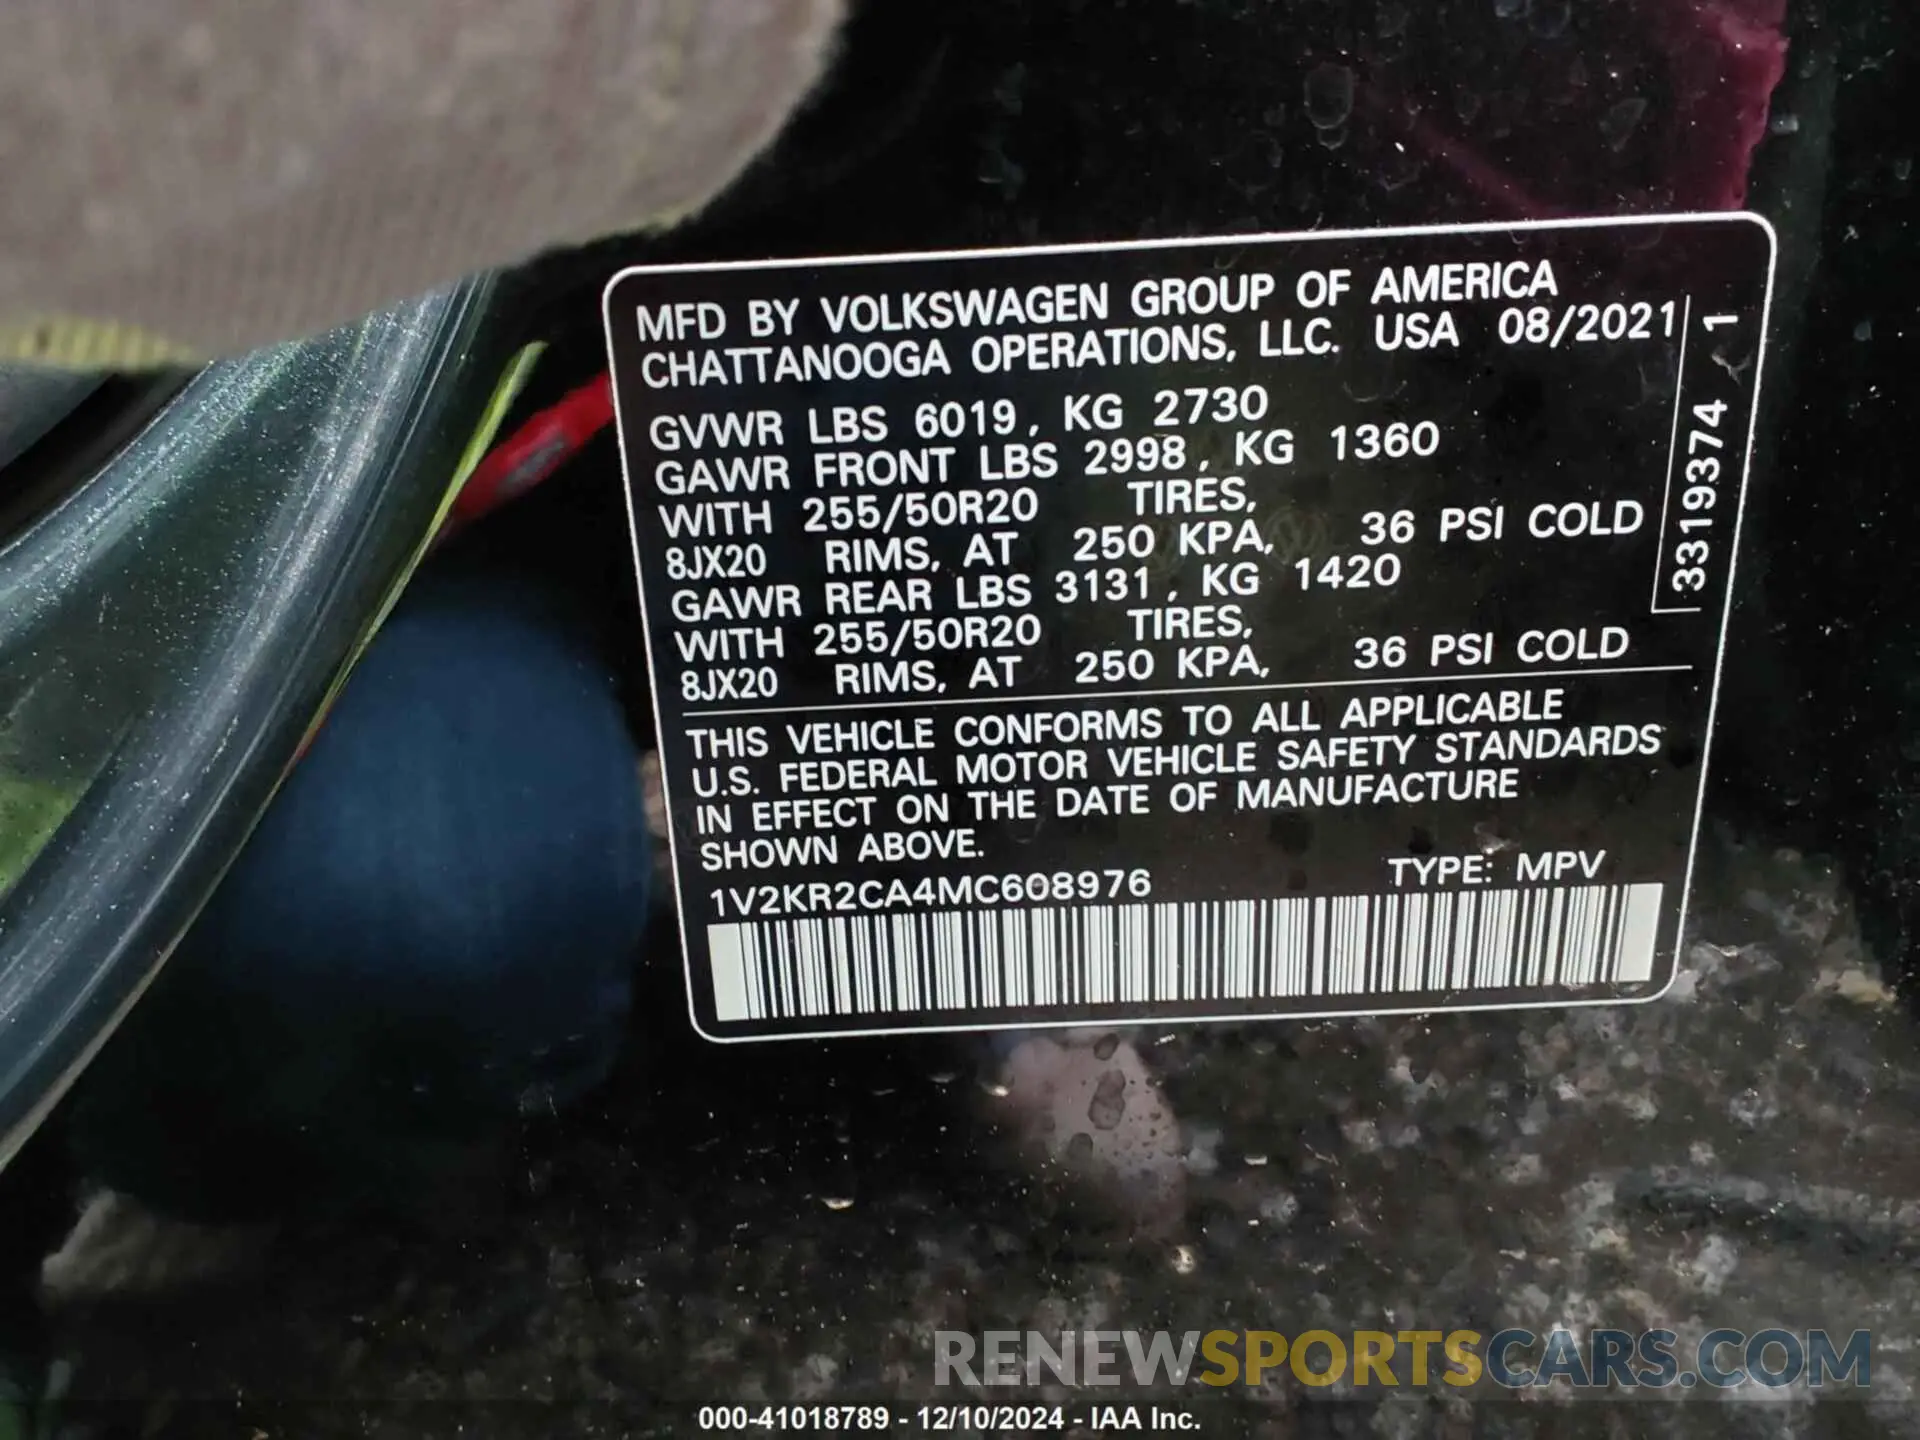 MFD BY VOLKSWAGEN GROUP OF AMERICA
CHATTANOOGA OPERATIONS, LLC. USA 08/2021
GVWR LBS 6019, KG 2730
GAWR FRONT LBS 2998, KG 1360
WITH 255/50R20 TIRES,
8JX20 RIMS, AT 250 KPA, 36 PSI COLD
GAWR REAR LBS 3131, KG 1420
WITH 255/50R20 TIRES,
8JX20 RIMS, AT 250 KPA, 36 PSI COLD
3319374 1
THIS VEHICLE CONFORMS TO ALL APPLICABLE
U.S. FEDERAL MOTOR VEHICLE SAFETY STANDARDS
IN EFFECT ON THE DATE OF MANUFACTURE
SHOWN ABOVE.
1V2KR2CA4MC608976 TYPE: MPV
RENEWSPORTSCARS.COM
000-41018789 - 12/10/2024 - IAA Inc.